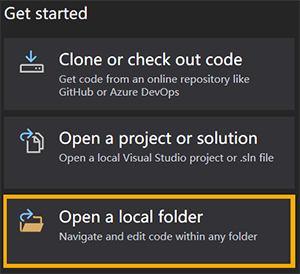 Get started
Clone or check out code
Get code from an online repository like
GitHub or Azure DevOps
Open a project or solution
Open a local Visual Studio project or .sln file
Open a local folder
Navigate and edit code within any folder